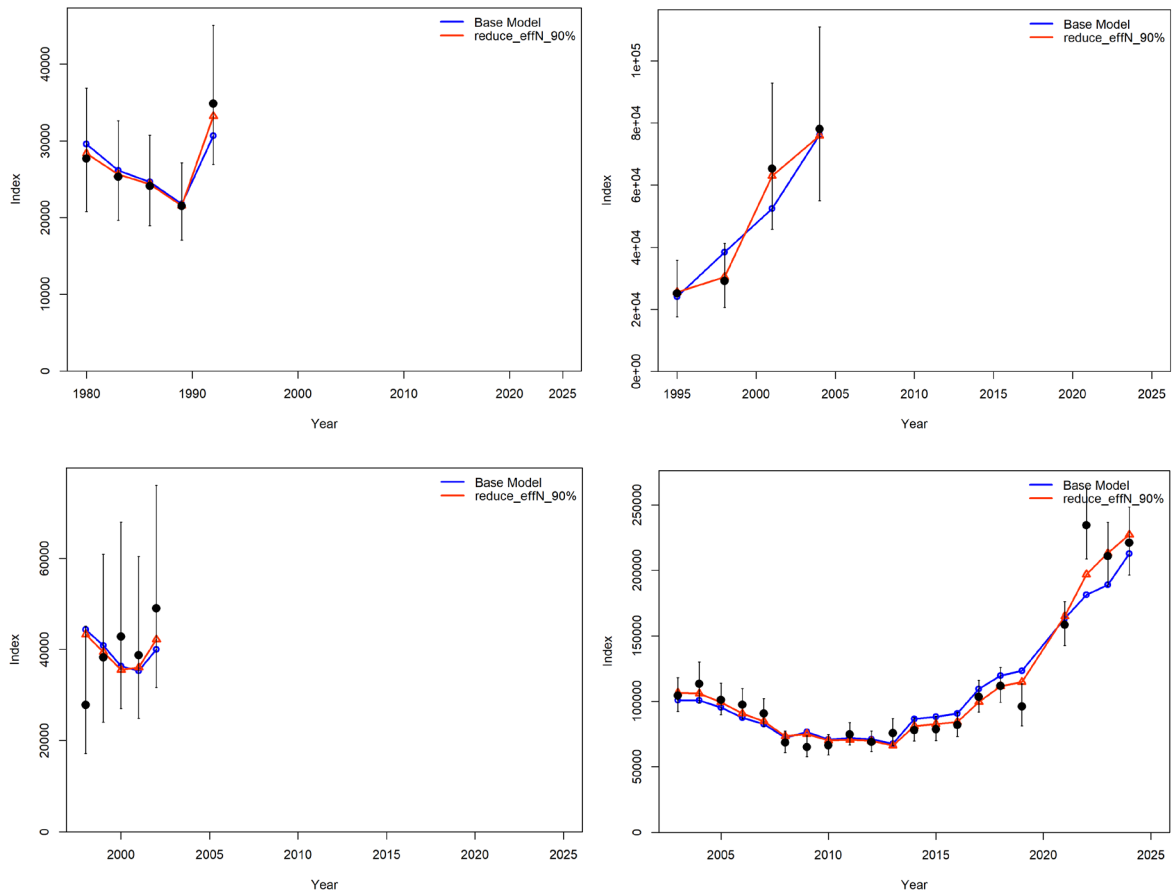 Base Model
reduce_effN_90%
Index
0
10000
20000
30000
40000
1980
1990
2000
2010
2020
2025
Year
Base Model
reduce_effN_90%
Index
0e+00
2e+04
4e+04
6e+04
8e+04
1e+05
1995
2000
2005
2010
2015
2020
2025
Year
Base Model
reduce_effN_90%
Index
0
20000
40000
60000
2000
2005
2010
2015
2020
2025
Year
Base Model
reduce_effN_90%
Index
0
50000
100000
150000
200000
250000
2005
2010
2015
2020
2025
Year